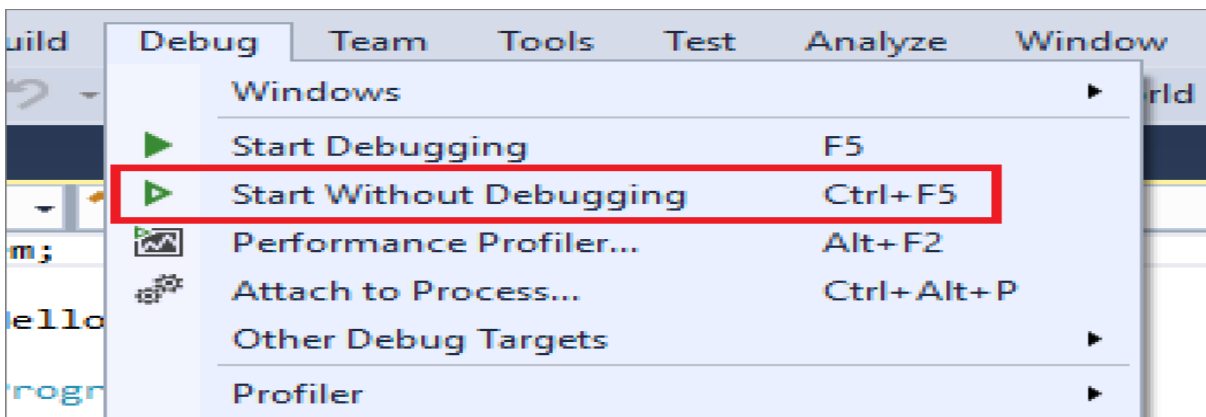 uild Debug Team Tools Test Analyze Window
Windows rld
Start Debugging F5
Start Without Debugging Ctrl+F5
m;
Performance Profiler... Alt+F2
Attach to Process... Ctrl+Alt+P
ello
Other Debug Targets
rogr
Profiler